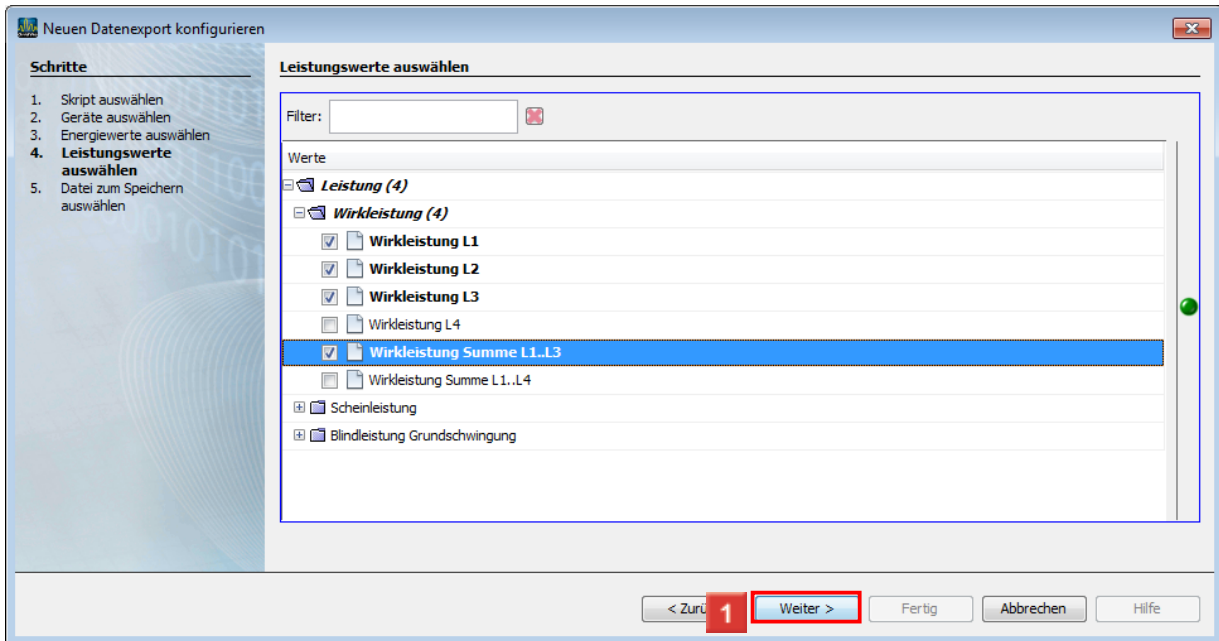 Neuen Datenexport konfigurieren
Schritte
1. Skript auswählen
2. Geräte auswählen
3. Energiewerte auswählen
4. Leistungswerte
auswählen
5. Datei zum Speichern
auswählen
Leistungswerte auswählen
Filter:
Werte
Leistung (4)
Wirkleistung (4)
Wirkleistung L1
Wirkleistung L2
Wirkleistung L3
Wirkleistung L4
Wirkleistung Summe L1..L3
Wirkleistung Summe L1..L4
Scheinleistung
Blindleistung Grundschwingung
< Zurü 1 Weiter > Fertig Abbrechen Hilfe